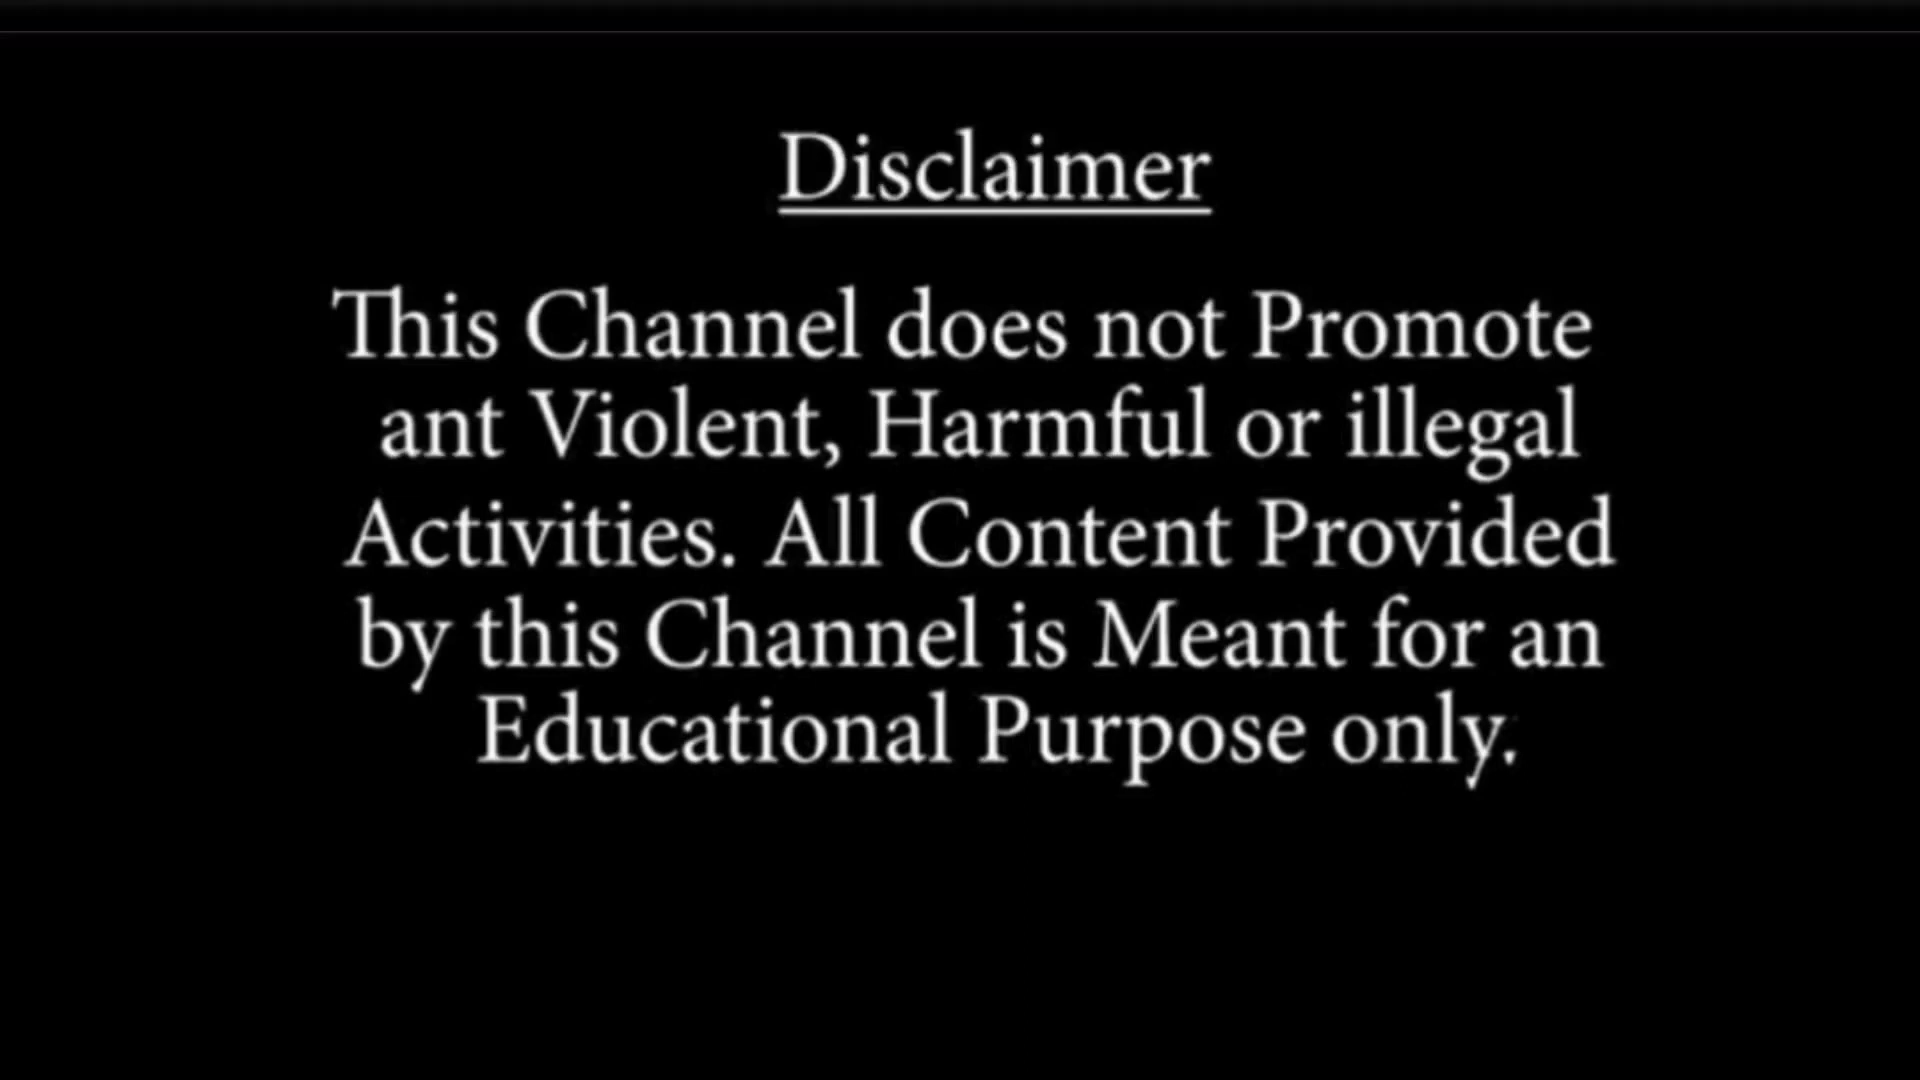 Disclaimer
This Channel does not Promote
ant Violent, Harmful or illegal
Activities. All Content Provided
by this Channel is Meant for an
Educational Purpose only.